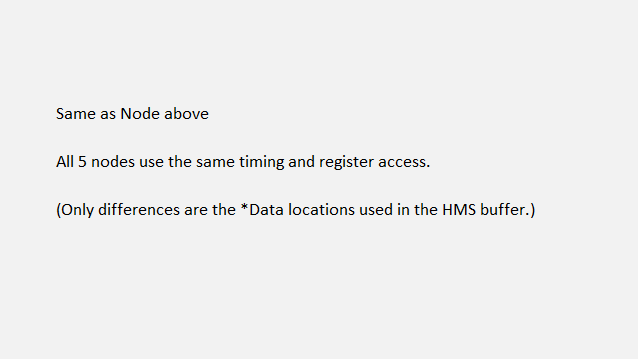 Same as Node above
All 5 nodes use the same timing and register access.
(Only differences are the *Data locations used in the HMS buffer.)